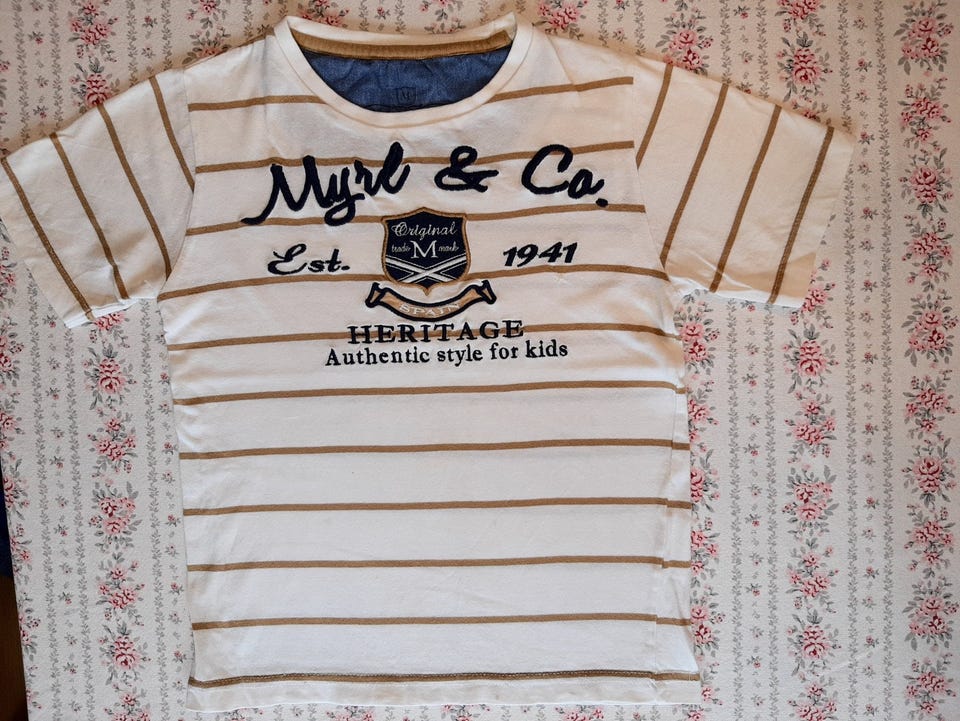 Myrl & Co.
Original
trade M mark
Est. 1941
SPAIN
HERITAGE
Authentic style for kids